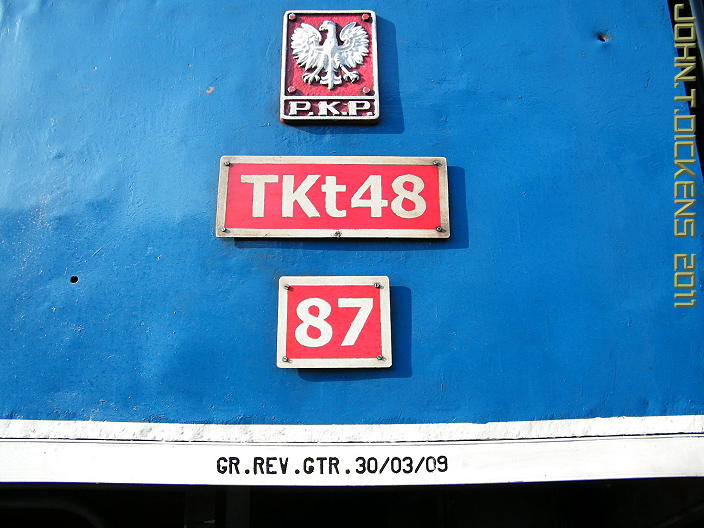 P.K.P.
TKt48
87
GR.REV.GTR.30/03/09
JOHN T.DICKENS 2011